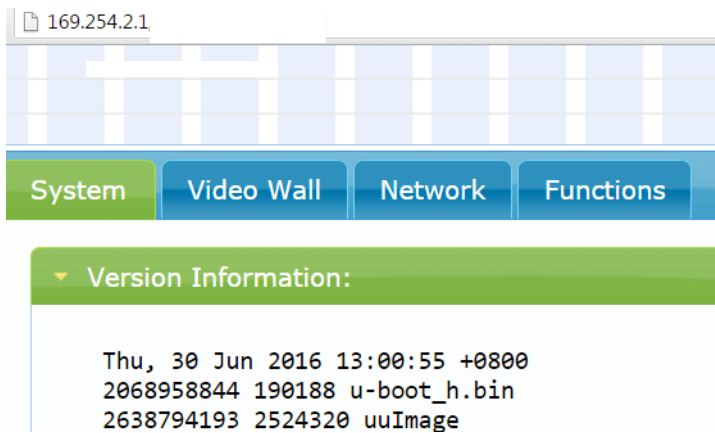 169.254.2.1
System Video Wall Network Functions
Version Information:
Thu, 30 Jun 2016 13:00:55 +0800
2068958844 190188 u-boot_h.bin
2638794193 2524320 uuImage